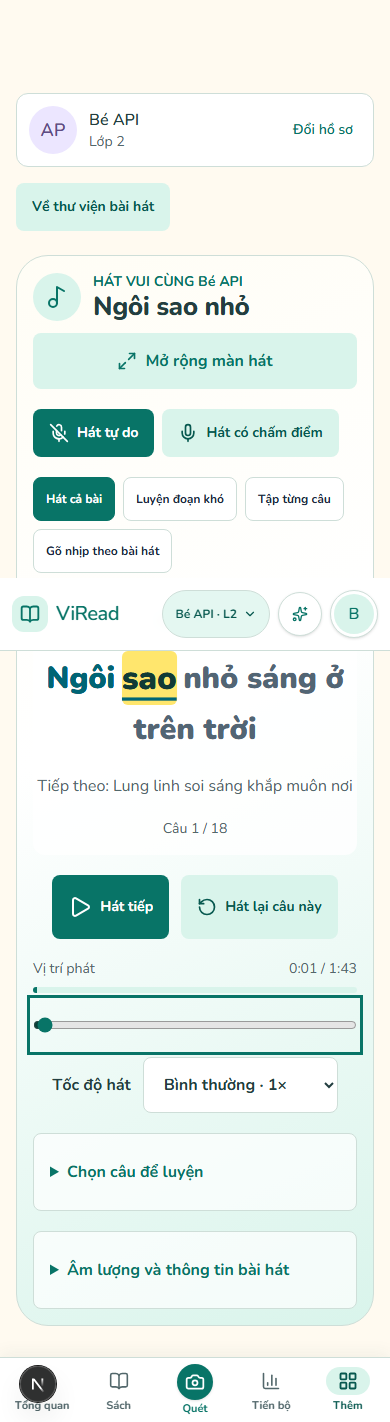 AP
Bé API
Lớp 2
Đổi hồ sơ
Về thư viện bài hát
HÁT VUI CÙNG Bé API
Ngôi sao nhỏ
Mở rộng màn hát
Hát tự do
Hát có chấm điểm
Hát cả bài
Luyện đoạn khó
Tập từng câu
Gõ nhịp theo bài hát
ViRead
Bé API · L2
B
Ngôi sao nhỏ sáng ở
trên trời
Tiếp theo: Lung linh soi sáng khắp muôn nơi
Câu 1 / 18
Hát tiếp
Hát lại câu này
Vị trí phát
0:01 / 1:43
Tốc độ hát
Bình thường · 1×
Chọn câu để luyện
Âm lượng và thông tin bài hát
N
Tổng quan
Sách
Quét
Tiến bộ
Thêm